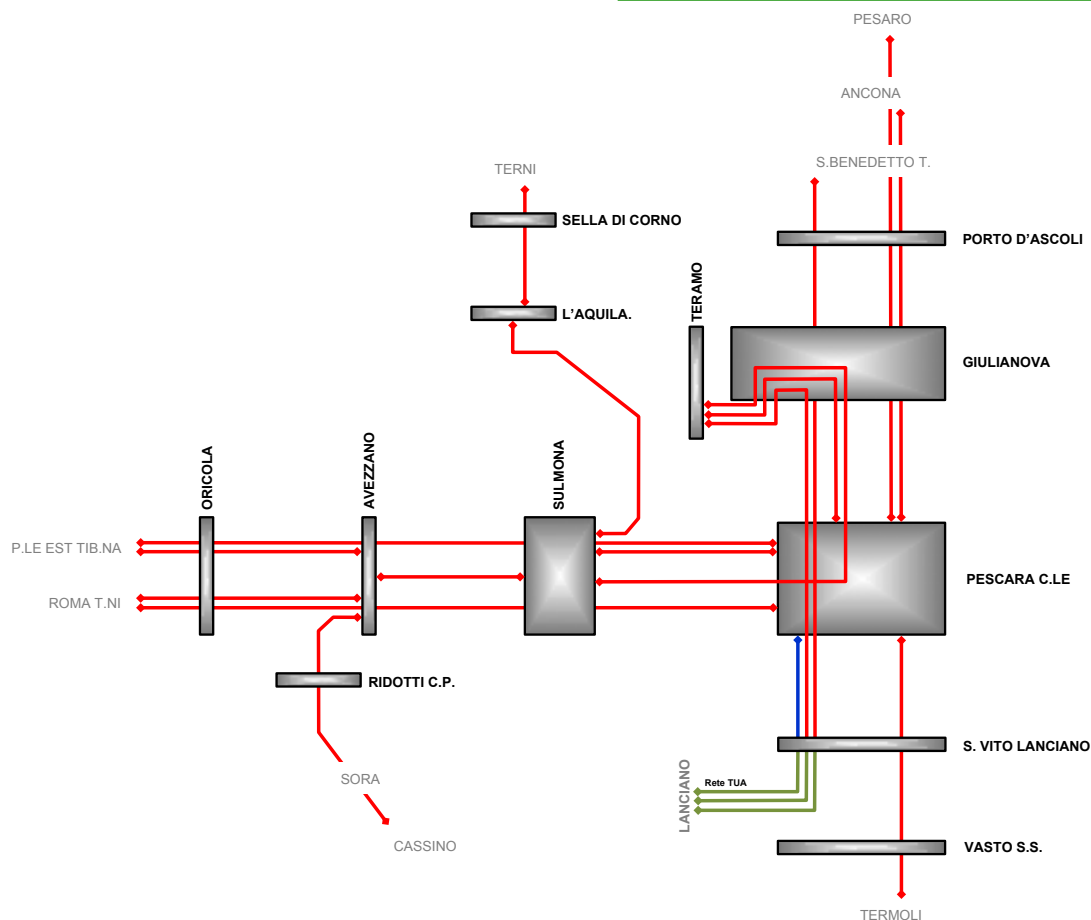 PESARO
ANCONA
S.BENEDETTO T.
TERNI
SELLA DI CORNO
PORTO D'ASCOLI
L'AQUILA.
TERAMO
GIULIANOVA
ORICOLA
AVEZZANO
SULMONA
P.LE EST TIB.NA
PESCARA C.LE
ROMA T.NI
RIDOTTI C.P.
S. VITO LANCIANO
SORA
LANCIANO
Rete TUA
CASSINO
VASTO S.S.
TERMOLI